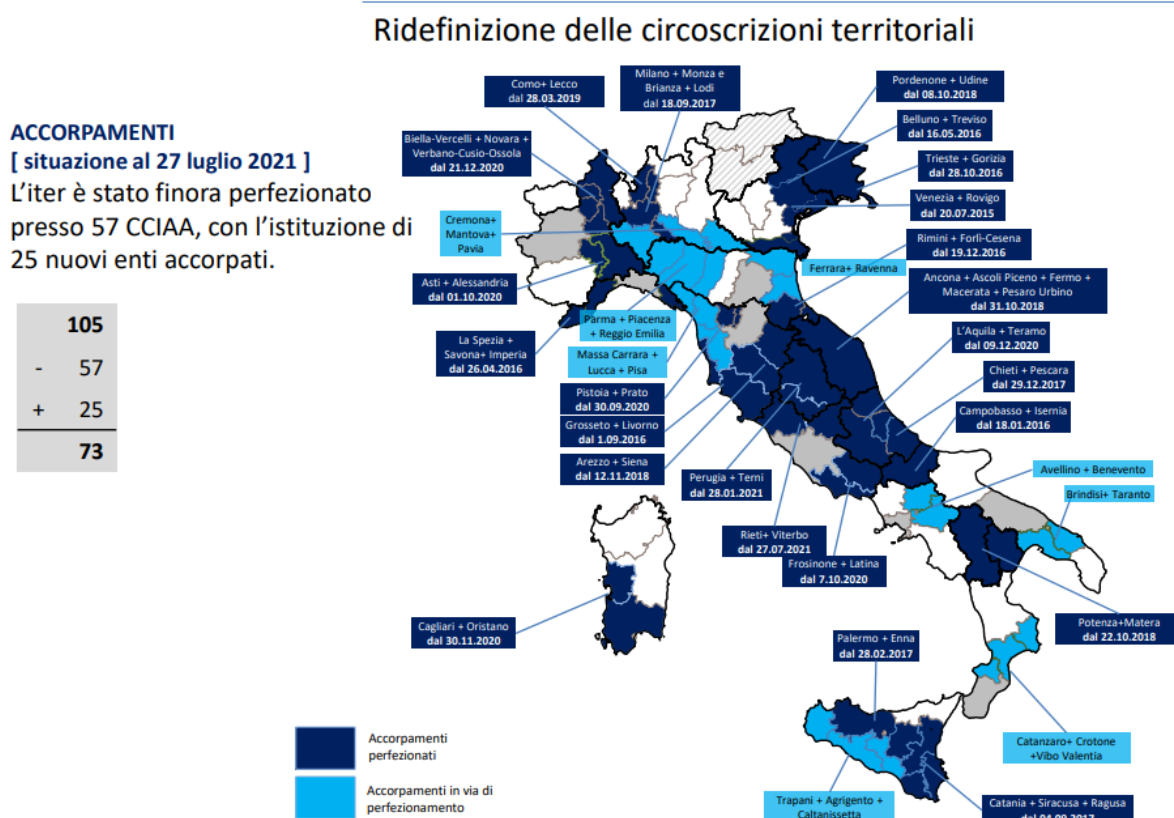 Ridefinizione delle circoscrizioni territoriali
ACCORPAMENTI
[ situazione al 27 luglio 2021 ]
L'iter è stato finora perfezionato
presso 57 CCIAA, con l'istituzione di
25 nuovi enti accorpati.
105
- 57
+ 25
73
Como+ Lecco
dal 28.03.2019
Milano + Monza e
Brianza + Lodi
dal 18.09.2017
Pordenone + Udine
dal 08.10.2018
Belluno + Treviso
dal 16.05.2016
Biella-Vercelli + Novara +
Verbano-Cusio-Ossola
dal 21.12.2020
Trieste + Gorizia
dal 28.10.2016
Venezia + Rovigo
dal 20.07.2015
Cremona+
Mantova+
Pavia
Rimini + Forlì-Cesena
dal 19.12.2016
Ferrara+ Ravenna
Asti + Alessandria
dal 01.10.2020
Ancona + Ascoli Piceno + Fermo +
Macerata + Pesaro Urbino
dal 31.10.2018
Parma + Piacenza
+ Reggio Emilia
La Spezia +
Savona+ Imperia
dal 26.04.2016
L'Aquila + Teramo
dal 09.12.2020
Massa Carrara +
Lucca + Pisa
Chieti + Pescara
dal 29.12.2017
Pistoia + Prato
dal 30.09.2020
Campobasso + Isernia
dal 18.01.2016
Grosseto + Livorno
dal 1.09.2016
Arezzo + Siena
dal 12.11.2018
Avellino + Benevento
Perugia + Terni
dal 28.01.2021
Brindisi+ Taranto
Rieti+ Viterbo
dal 27.07.2021
Frosinone + Latina
dal 7.10.2020
Cagliari + Oristano
dal 30.11.2020
Potenza+Matera
dal 22.10.2018
Palermo + Enna
dal 28.02.2017
Catanzaro+ Crotone
+Vibo Valentia
Trapani + Agrigento +
Caltanissetta
Catania + Siracusa + Ragusa
dal 04.09.2017
Accorpamenti
perfezionati
Accorpamenti in via di
perfezionamento